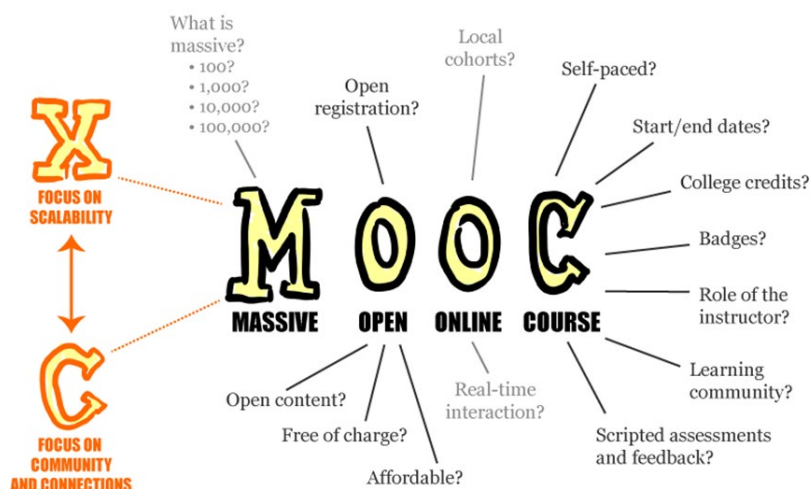 What is
massive?
• 100?
• 1,000?
• 10,000?
• 100,000?
Open
registration?
Local
cohorts?
Self-paced?
Start/end dates?
College credits?
Badges?
Role of the
instructor?
Learning
community?
Scripted assessments
and feedback?
X
FOCUS ON
SCALABILITY
MOOC
MASSIVE OPEN ONLINE COURSE
C
FOCUS ON
COMMUNITY
AND CONNECTIONS
Open content?
Free of charge?
Affordable?
Real-time
interaction?